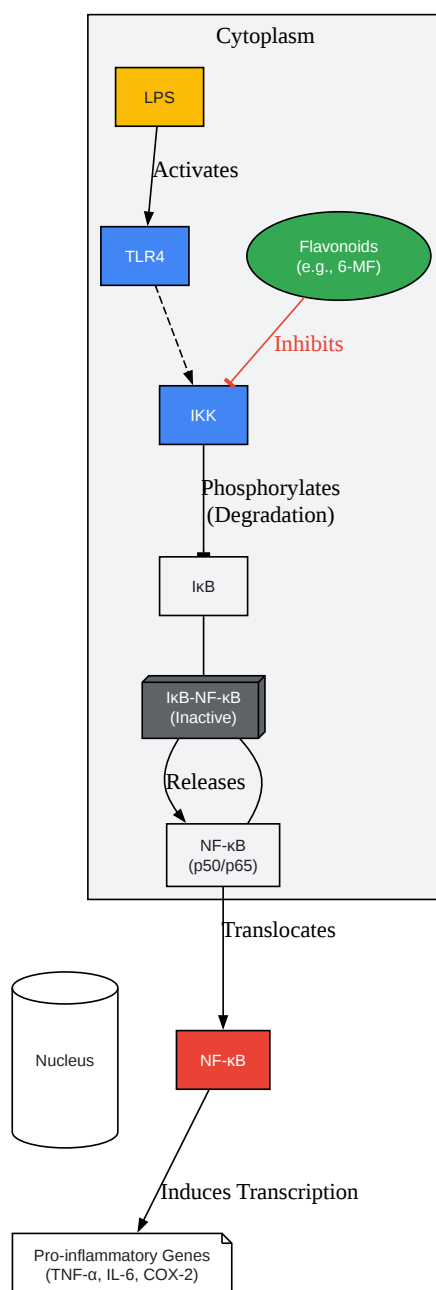 Cytoplasm
LPS
Activates
TLR4
Flavonoids
(e.g., 6-MF)
Inhibits
IKK
Phosphorylates
(Degradation)
IκB
IκB-NF-κB
(Inactive)
Releases
NF-κB
(p50/p65)
Translocates
Nucleus
NF-κB
Induces Transcription
Pro-inflammatory Genes
(TNF-α, IL-6, COX-2)